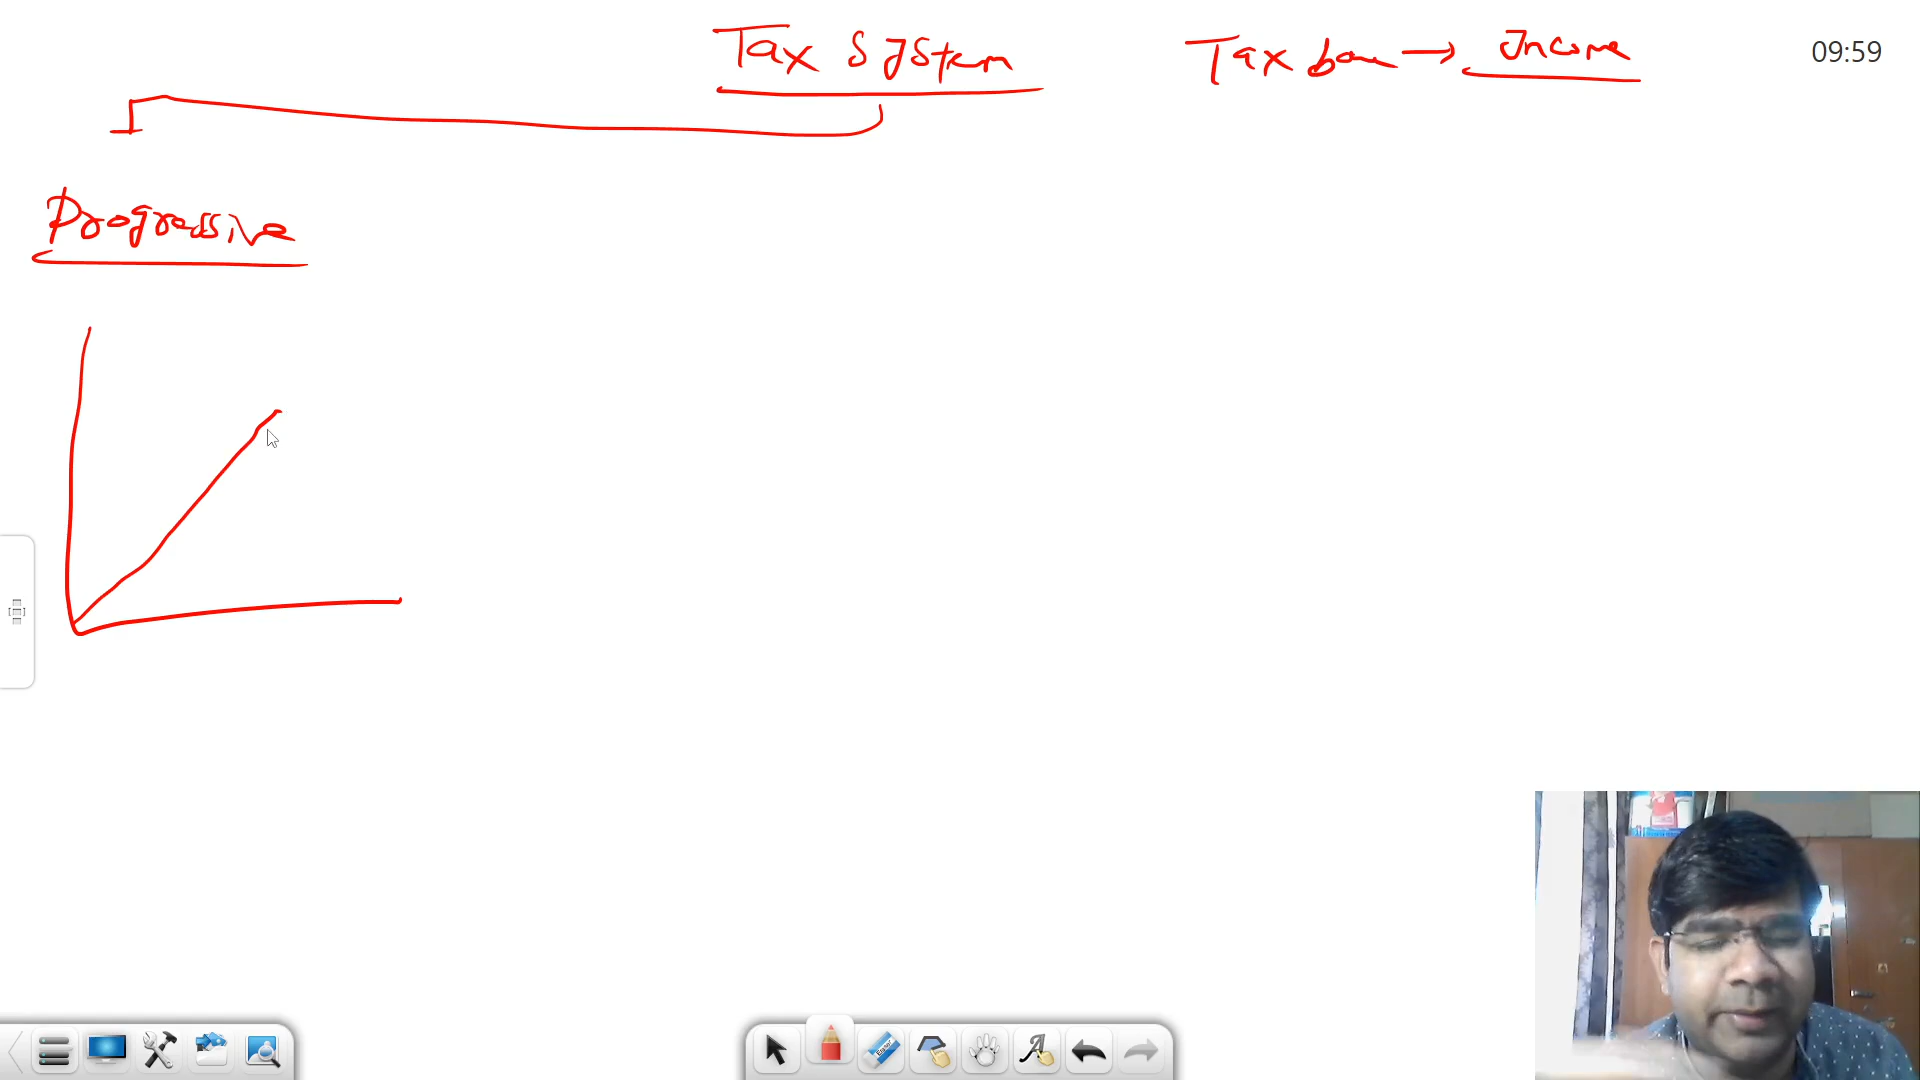 Tax System
Tax base → Income
09:59
Progressive